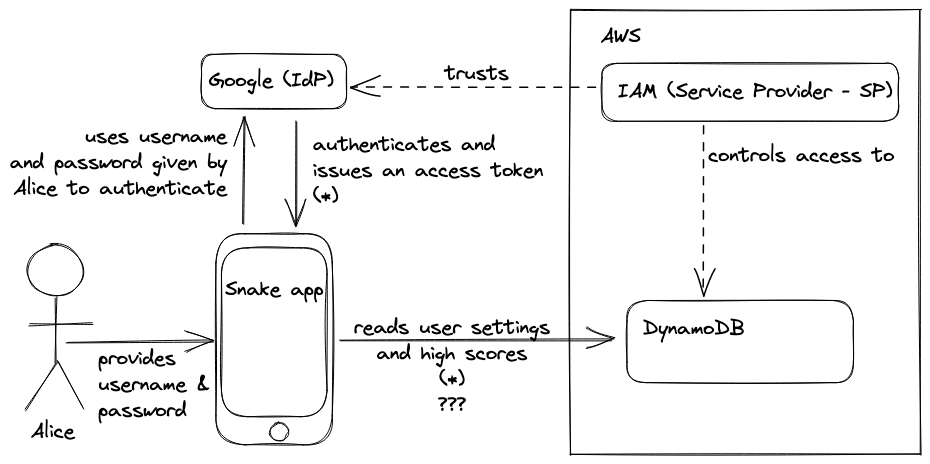 AWS
Google (IdP)
trusts
IAM (Service Provider - SP)
uses username
and password given by
Alice to authenticate
authenticates and
issues an access token
(*)
controls access to
Snake app
reads user settings
and high scores
(*)
???
DynamoDB
provides
username &
password
Alice